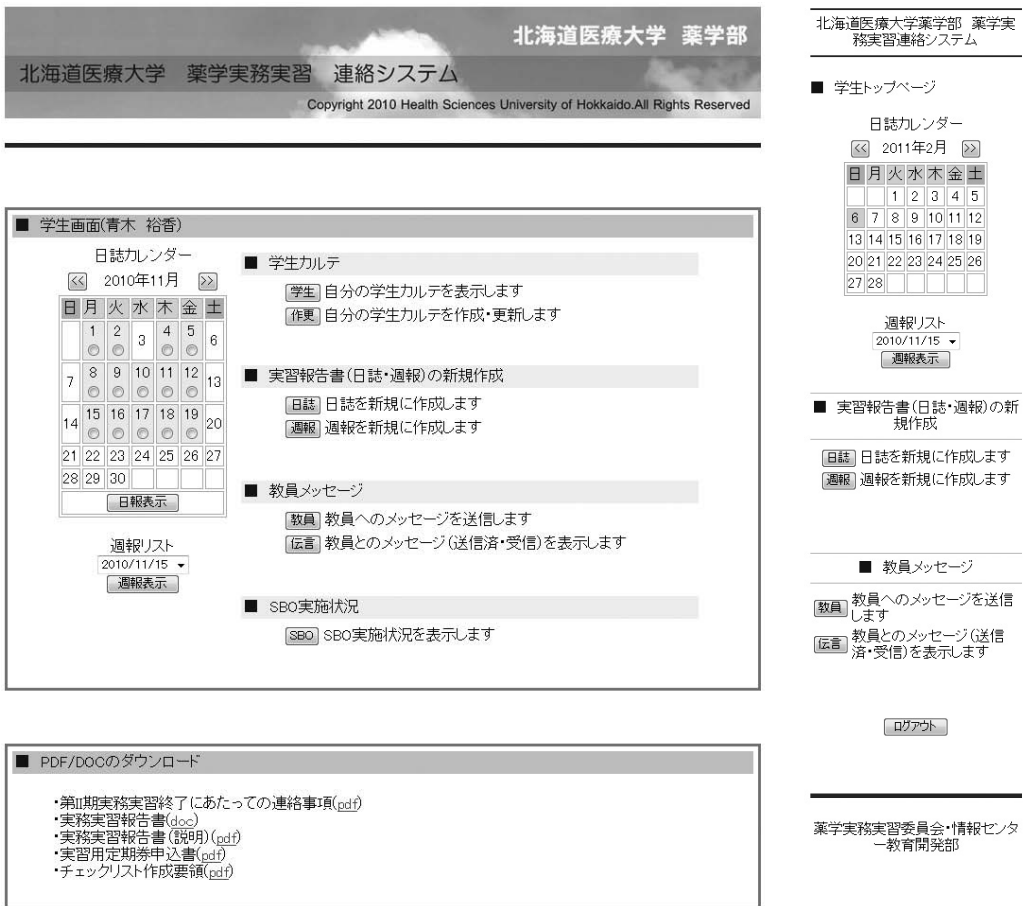 北海道医療大学 薬学部
北海道医療大学 薬学実務実習 連絡システム
Copyright 2010 Health Sciences University of Hokkaido.All Rights Reserved
■ 学生画面(青木 裕香)
日誌カレンダー
<< 2010年11月 >>
日 月 火 水 木 金 土
1 2 3 4 5 6
7 8 9 10 11 12 13
14 15 16 17 18 19 20
21 22 23 24 25 26 27
28 29 30
日報表示
週報リスト
2010/11/15
週報表示
■ 学生カルテ
学生 自分の学生カルテを表示します
作更 自分の学生カルテを作成・更新します
■ 実習報告書(日誌・週報)の新規作成
日誌 日誌を新規に作成します
週報 週報を新規に作成します
■ 教員メッセージ
教員 教員へのメッセージを送信します
伝言 教員とのメッセージ(送信済・受信)を表示します
■ SBO実施状況
SBO SBO実施状況を表示します
■ PDF/DOCのダウンロード
・第II期実務実習終了にあたっての連絡事項(pdf)
・実務実習報告書(doc)
・実務実習報告書(説明)(pdf)
・実習用定期券申込書(pdf)
・チェックリスト作成要領(pdf)
北海道医療大学薬学部 薬学実
務実習連絡システム
■ 学生トップページ
日誌カレンダー
<< 2011年2月 >>
日 月 火 水 木 金 土
1 2 3 4 5
6 7 8 9 10 11 12
13 14 15 16 17 18 19
20 21 22 23 24 25 26
27 28
週報リスト
2010/11/15
週報表示
■ 実習報告書(日誌・週報)の新
規作成
日誌 日誌を新規に作成します
週報 週報を新規に作成します
■ 教員メッセージ
教員 教員へのメッセージを送信
します
伝言 教員とのメッセージ(送信
済・受信)を表示します
ログアウト
薬学実務実習委員会・情報センタ
ー教育開発部